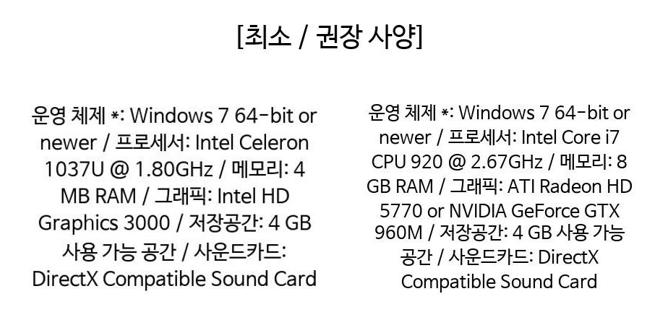 [최소 / 권장 사양]
운영 체제 *: Windows 7 64-bit or
newer / 프로세서: Intel Celeron
1037U @ 1.80GHz / 메모리: 4
MB RAM / 그래픽: Intel HD
Graphics 3000 / 저장공간: 4 GB
사용 가능 공간 / 사운드카드:
DirectX Compatible Sound Card
운영 체제 *: Windows 7 64-bit or
newer / 프로세서: Intel Core i7
CPU 920 @ 2.67GHz / 메모리: 8
GB RAM / 그래픽: ATI Radeon HD
5770 or NVIDIA GeForce GTX
960M / 저장공간: 4 GB 사용 가능
공간 / 사운드카드: DirectX
Compatible Sound Card